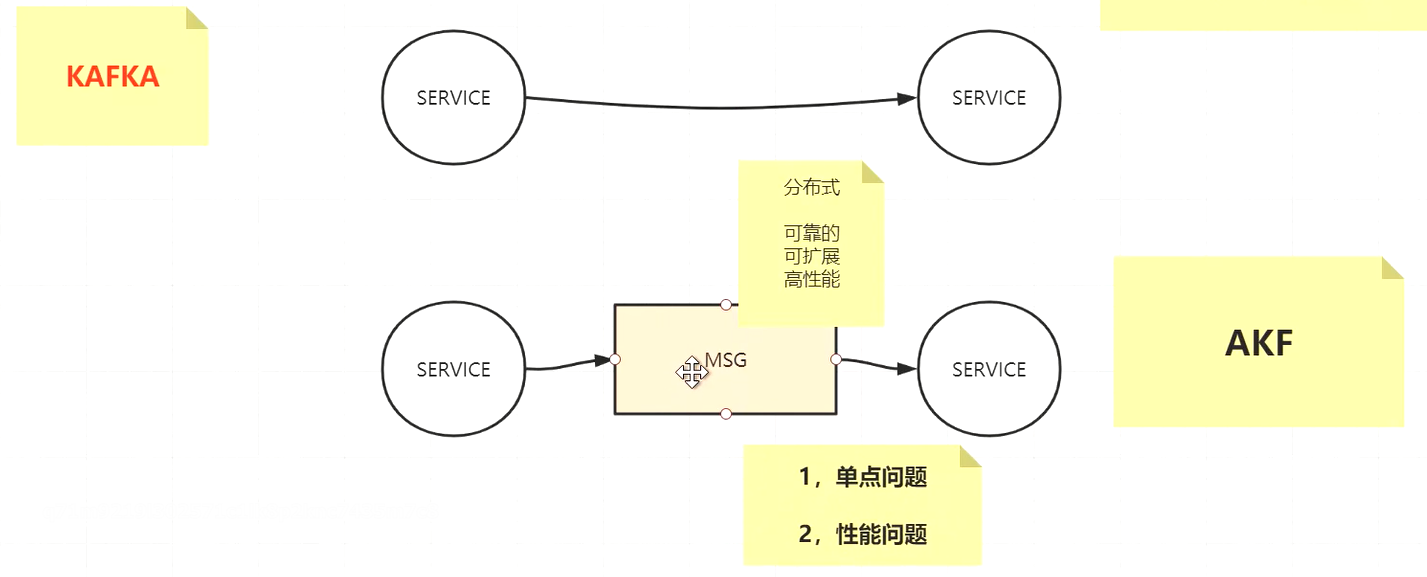 KAFKA
SERVICE
SERVICE
分布式
可靠的
可扩展
高性能
SERVICE
MSG
SERVICE
AKF
1，单点问题
2，性能问题